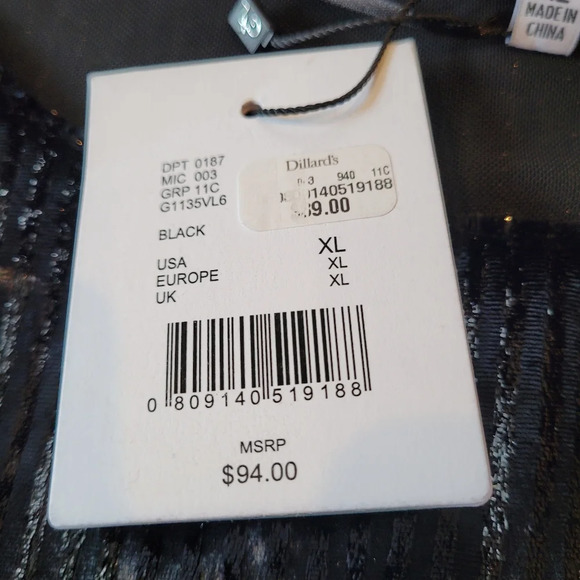 MADE IN
CHINA
DPT 0187
MIC 003
GRP 11C
G1135VL6
Dillard's
940 11C
140519188
9.00
BLACK
XL
USA XL
EUROPE XL
UK
0 809140 519188
MSRP
$94.00